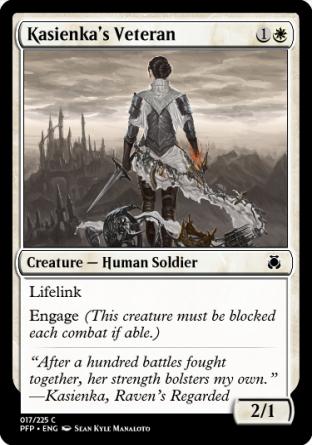 Kasienka's Veteran 1
Creature — Human Soldier
Lifelink
Engage (This creature must be blocked
each combat if able.)
"After a hundred battles fought
together, her strength bolsters my own."
—Kasienka, Raven's Regarded
2/1
017/225 C
PFP • ENG Sean Kyle Manaloto